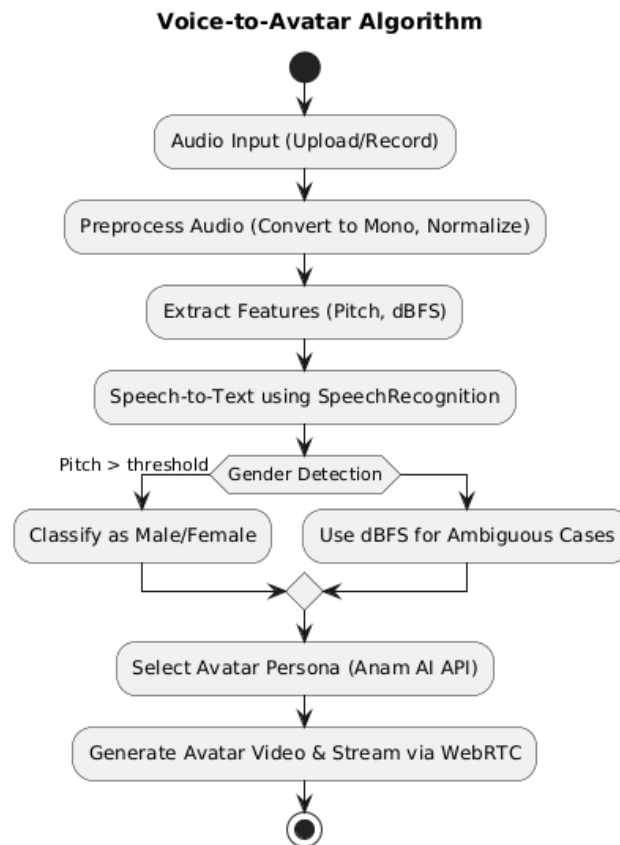 Voice-to-Avatar Algorithm
Audio Input (Upload/Record)
Preprocess Audio (Convert to Mono, Normalize)
Extract Features (Pitch, dBFS)
Speech-to-Text using SpeechRecognition
Pitch > threshold
Gender Detection
Classify as Male/Female
Use dBFS for Ambiguous Cases
Select Avatar Persona (Anam AI API)
Generate Avatar Video & Stream via WebRTC